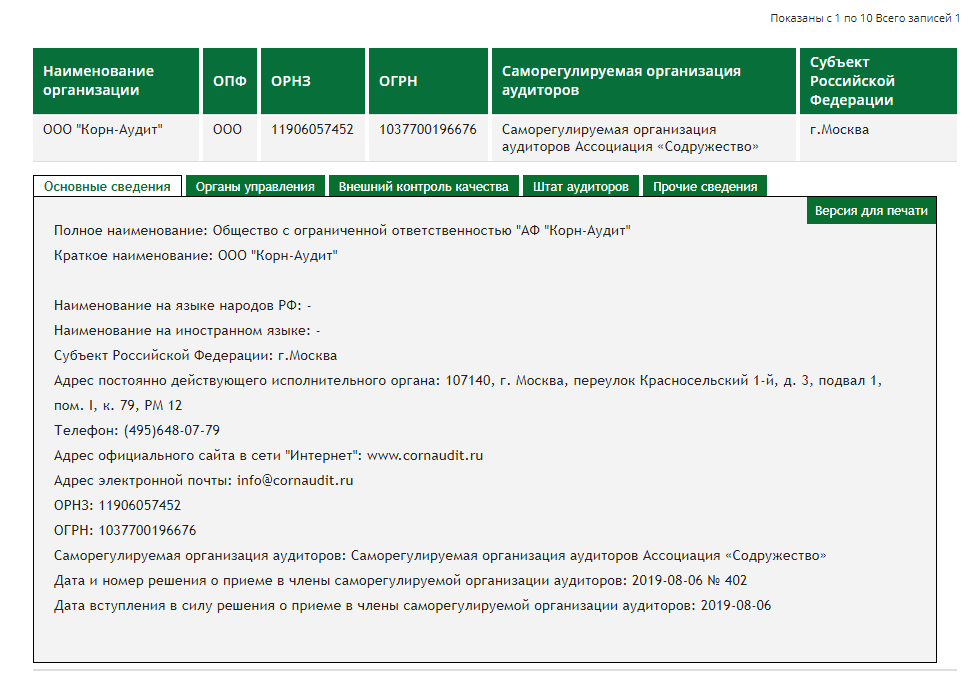 Показаны с 1 по 10 Всего записей 1
Наименование организации
ОПФ
ОРНЗ
ОГРН
Саморегулируемая организация аудиторов
Субъект Российской Федерации
ООО "Корн-Аудит"
ООО
11906057452
1037700196676
Саморегулируемая организация
аудиторов Ассоциация «Содружество»
г.Москва
Основные сведения
Органы управления
Внешний контроль качества
Штат аудиторов
Прочие сведения
Версия для печати
Полное наименование: Общество с ограниченной ответственностью "АФ "Корн-Аудит"
Краткое наименование: ООО "Корн-Аудит"
Наименование на языке народов РФ: -
Наименование на иностранном языке: -
Субъект Российской Федерации: г.Москва
Адрес постоянно действующего исполнительного органа: 107140, г. Москва, переулок Красносельский 1-й, д. 3, подвал 1,
пом. I, к. 79, РМ 12
Телефон: (495)648-07-79
Адрес официального сайта в сети "Интернет": www.cornaudit.ru
Адрес электронной почты: info@cornaudit.ru
ОРНЗ: 11906057452
ОГРН: 1037700196676
Саморегулируемая организация аудиторов: Саморегулируемая организация аудиторов Ассоциация «Содружество»
Дата и номер решения о приеме в члены саморегулируемой организации аудиторов: 2019-08-06 № 402
Дата вступления в силу решения о приеме в члены саморегулируемой организации аудиторов: 2019-08-06